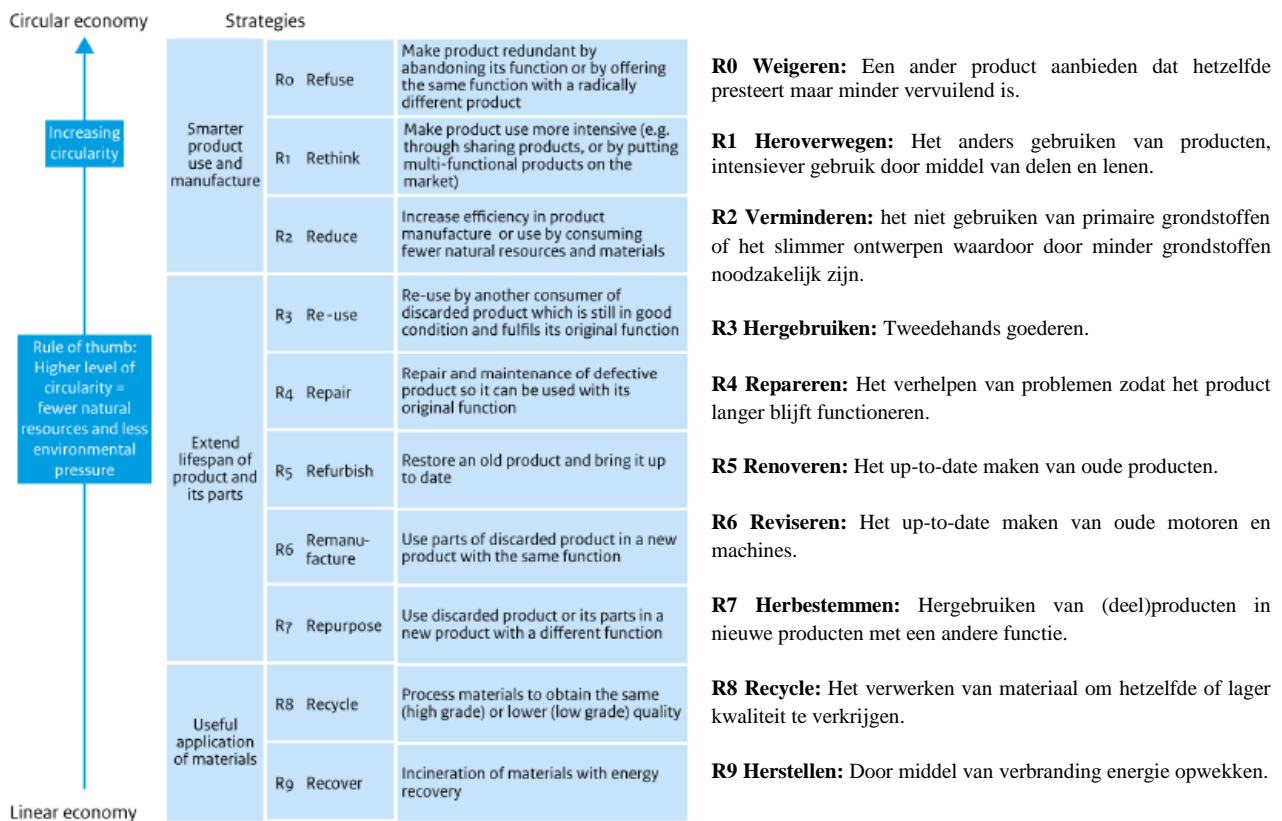 Circular economy
Strategies
Increasing
circularity
Rule of thumb:
Higher level of
circularity =
fewer natural
resources and less
environmental
pressure
Linear economy
Smarter
product
use and
manufacture
R0 Refuse
Make product redundant by
abandoning its function or by offering
the same function with a radically
different product
R1 Rethink
Make product use more intensive (e.g.
through sharing products, or by putting
multi-functional products on the
market)
R2 Reduce
Increase efficiency in product
manufacture or use by consuming
fewer natural resources and materials
Extend
lifespan of
product and
its parts
R3 Re-use
Re-use by another consumer of
discarded product which is still in good
condition and fulfils its original function
R4 Repair
Repair and maintenance of defective
product so it can be used with its
original function
R5 Refurbish
Restore an old product and bring it up
to date
R6 Remanu-
facture
Use parts of discarded product in a new
product with the same function
R7 Repurpose
Use discarded product or its parts in a
new product with a different function
Useful
application
of materials
R8 Recycle
Process materials to obtain the same
(high grade) or lower (low grade) quality
R9 Recover
Incineration of materials with energy
recovery
R0 Weigeren: Een ander product aanbieden dat hetzelfde
presteert maar minder vervuilend is.
R1 Heroverwegen: Het anders gebruiken van producten,
intensiever gebruik door middel van delen en lenen.
R2 Verminderen: het niet gebruiken van primaire grondstoffen
of het slimmer ontwerpen waardoor door minder grondstoffen
noodzakelijk zijn.
R3 Hergebruiken: Tweedehands goederen.
R4 Repareren: Het verhelpen van problemen zodat het product
langer blijft functioneren.
R5 Renoveren: Het up-to-date maken van oude producten.
R6 Reviseren: Het up-to-date maken van oude motoren en
machines.
R7 Herbestemmen: Hergebruiken van (deel)producten in
nieuwe producten met een andere functie.
R8 Recycle: Het verwerken van materiaal om hetzelfde of lager
kwaliteit te verkrijgen.
R9 Herstellen: Door middel van verbranding energie opwekken.